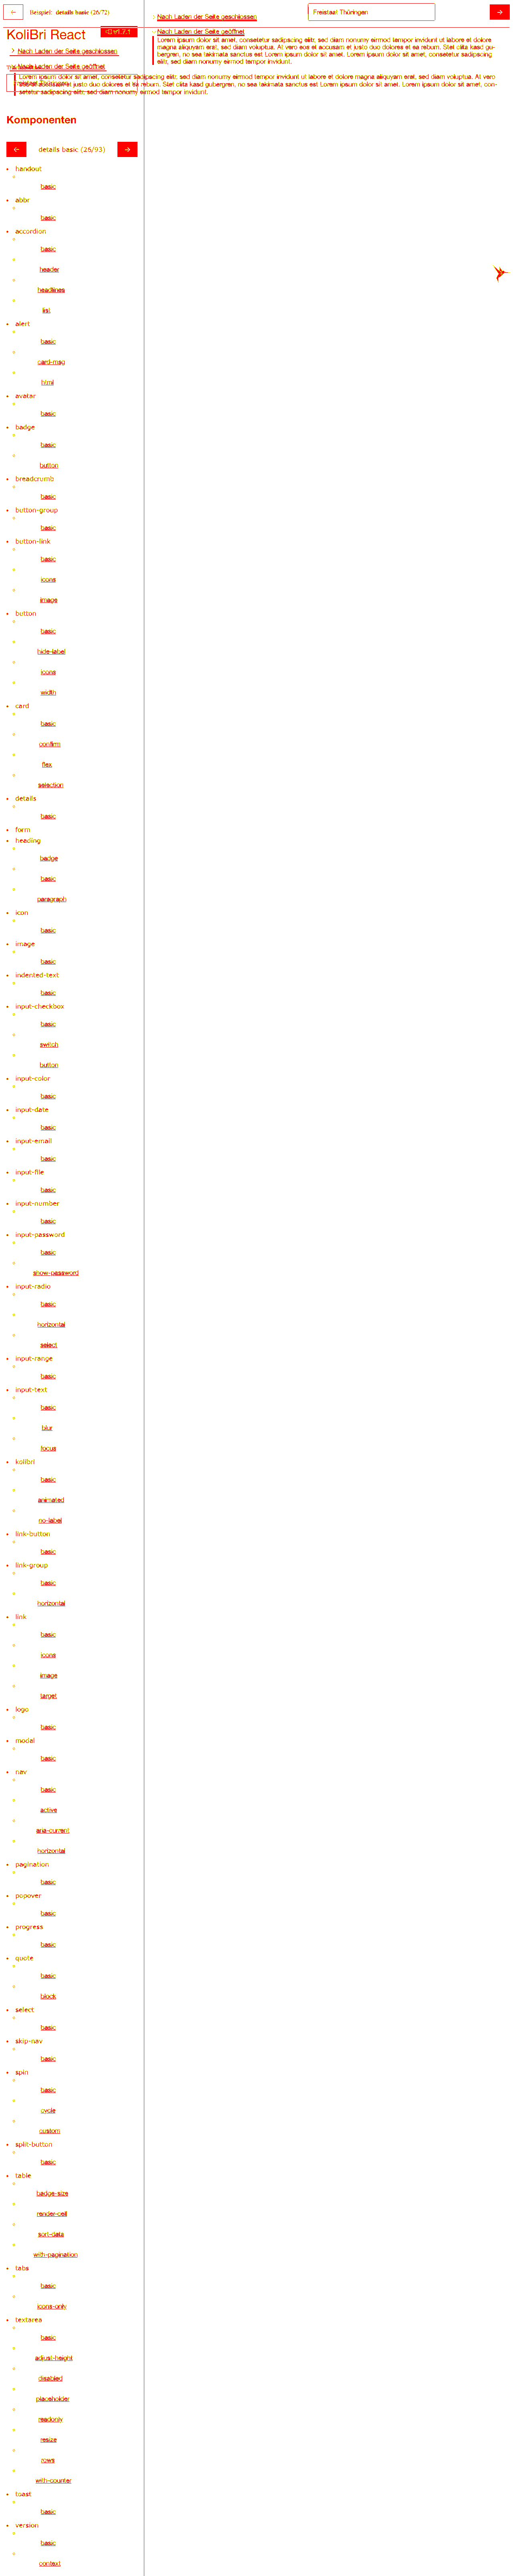 Beispiel: details basic (26/72)
Freistaat Thüringen
KoliBri React
v1.7.1
Nach Laden der Seite geschlossen
Nach Laden der Seite geöffnet
Nach Laden der Seite geschlossen
Nach Laden der Seite geöffnet
Lorem ipsum dolor sit amet, consetetur sadipscing elitr, sed diam nonumy eirmod tempor invidunt ut labore et dolore
magna aliquyam erat, sed diam voluptua. At vero eos et accusam et justo duo dolores et ea rebum. Stet clita kasd gu-
bergren, no sea takimata sanctus est Lorem ipsum dolor sit amet. Lorem ipsum dolor sit amet, consetetur sadipscing
elitr, sed diam nonumy eirmod tempor invidunt.
Lorem ipsum dolor sit amet, consetetur sadipscing elitr, sed diam nonumy eirmod tempor invidunt ut labore et dolore magna aliquyam erat, sed diam voluptua. At vero
et justo duo dolores et ea rebum. Stet clita kasd gubergren, no sea takimata sanctus est Lorem ipsum dolor sit amet. Lorem ipsum dolor sit amet, con-
setetur sadipscing elitr, sed diam nonumy eirmod tempor invidunt.
Komponenten
details basic (26/93)
handout
basic
abbr
basic
accordion
basic
header
headlines
list
alert
basic
card-msg
html
avatar
basic
badge
basic
button
breadcrumb
basic
button-group
basic
button-link
basic
icons
image
button
basic
hide-label
icons
width
card
basic
confirm
flex
selection
details
basic
form
heading
badge
basic
paragraph
icon
basic
image
basic
indented-text
basic
input-checkbox
basic
switch
button
input-color
basic
input-date
basic
input-email
basic
input-file
basic
input-number
basic
input-password
basic
show-password
input-radio
basic
horizontal
select
input-range
basic
input-text
basic
blur
focus
kolibri
basic
animated
no-label
link-button
basic
link-group
basic
horizontal
link
basic
icons
image
target
logo
basic
modal
basic
nav
basic
active
aria-current
horizontal
pagination
basic
popover
basic
progress
basic
quote
basic
block
select
basic
skip-nav
basic
spin
basic
cycle
custom
split-button
basic
table
badge-size
render-cell
sort-data
with-pagination
tabs
basic
icons-only
textarea
basic
adjust-height
disabled
placeholder
readonly
resize
rows
with-counter
toast
basic
version
basic
context